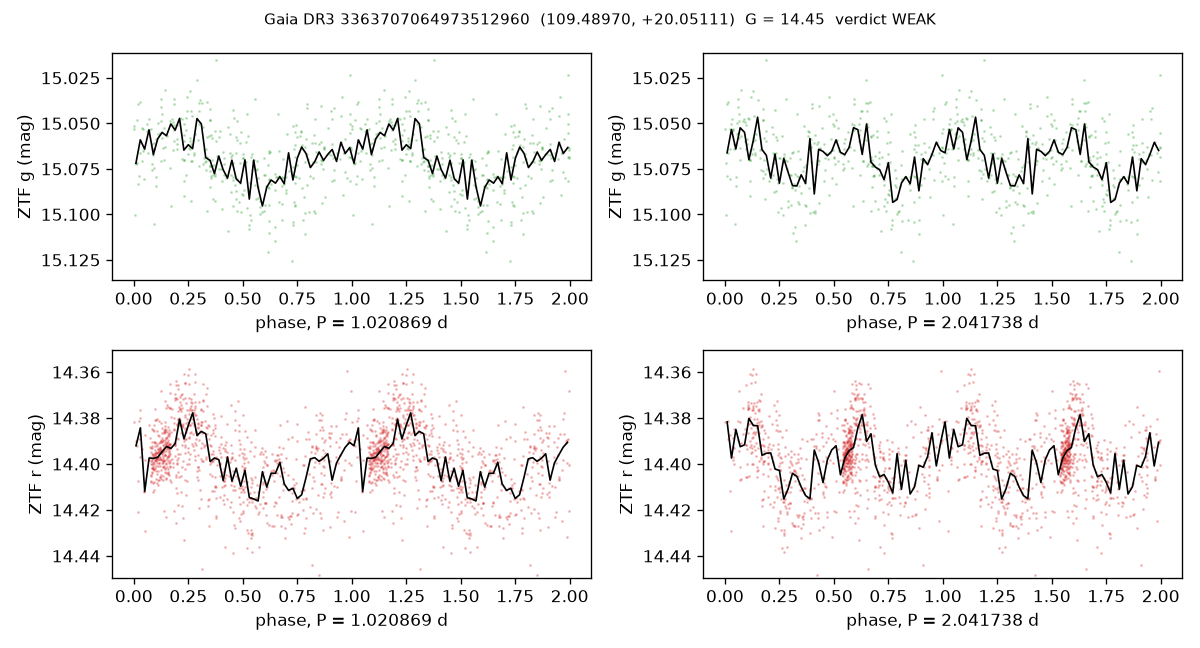 Gaia DR3 3363707064973512960  (109.48970, +20.05111)  G = 14.45  verdict WEAK
ZTF g (mag)
15.025
15.050
15.075
15.100
15.125
0.00 0.25 0.50 0.75 1.00 1.25 1.50 1.75 2.00
phase, P = 1.020869 d
ZTF g (mag)
15.025
15.050
15.075
15.100
15.125
0.00 0.25 0.50 0.75 1.00 1.25 1.50 1.75 2.00
phase, P = 2.041738 d
ZTF r (mag)
14.36
14.38
14.40
14.42
14.44
0.00 0.25 0.50 0.75 1.00 1.25 1.50 1.75 2.00
phase, P = 1.020869 d
ZTF r (mag)
14.36
14.38
14.40
14.42
14.44
0.00 0.25 0.50 0.75 1.00 1.25 1.50 1.75 2.00
phase, P = 2.041738 d